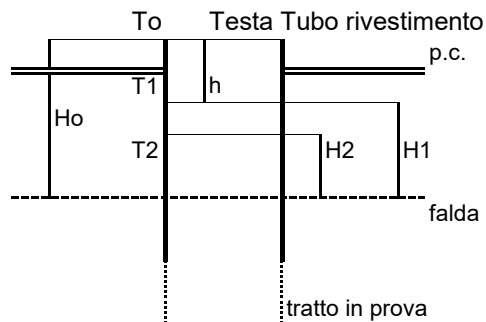 To Testa Tubo rivestimento
p.c.
T1 h
Ho
T2 H2 H1
falda
tratto in prova